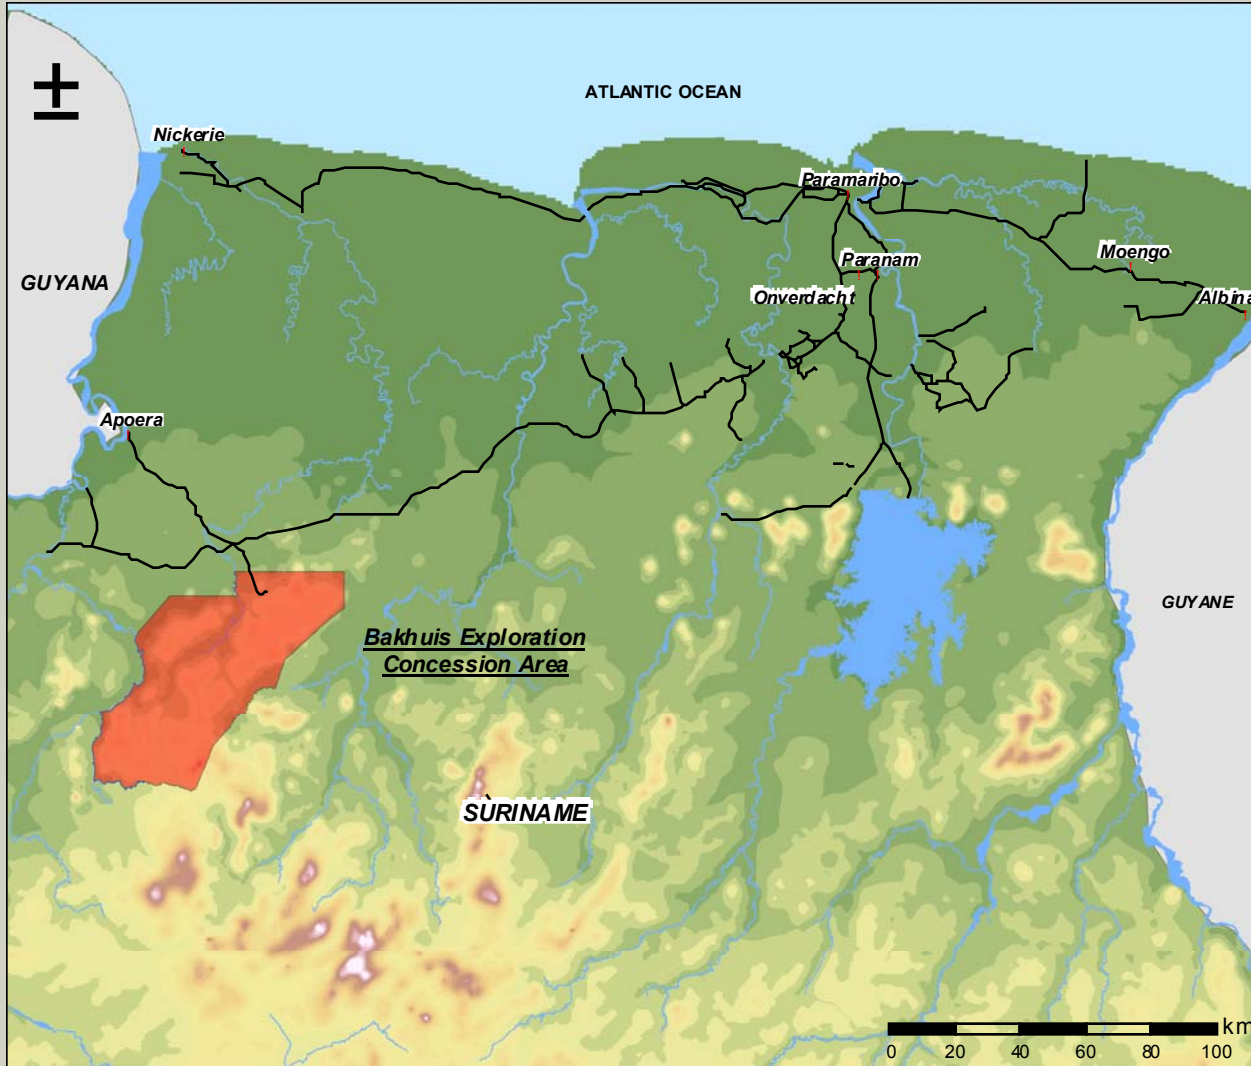 ATLANTIC OCEAN
Nickerie
Paramaribo
GUYANA
Paranam
Moengo
Onverdacht
Albina
Apoera
GUYANE
Bakhuis Exploration
Concession Area
SURINAME
km
0 20 40 60 80 100